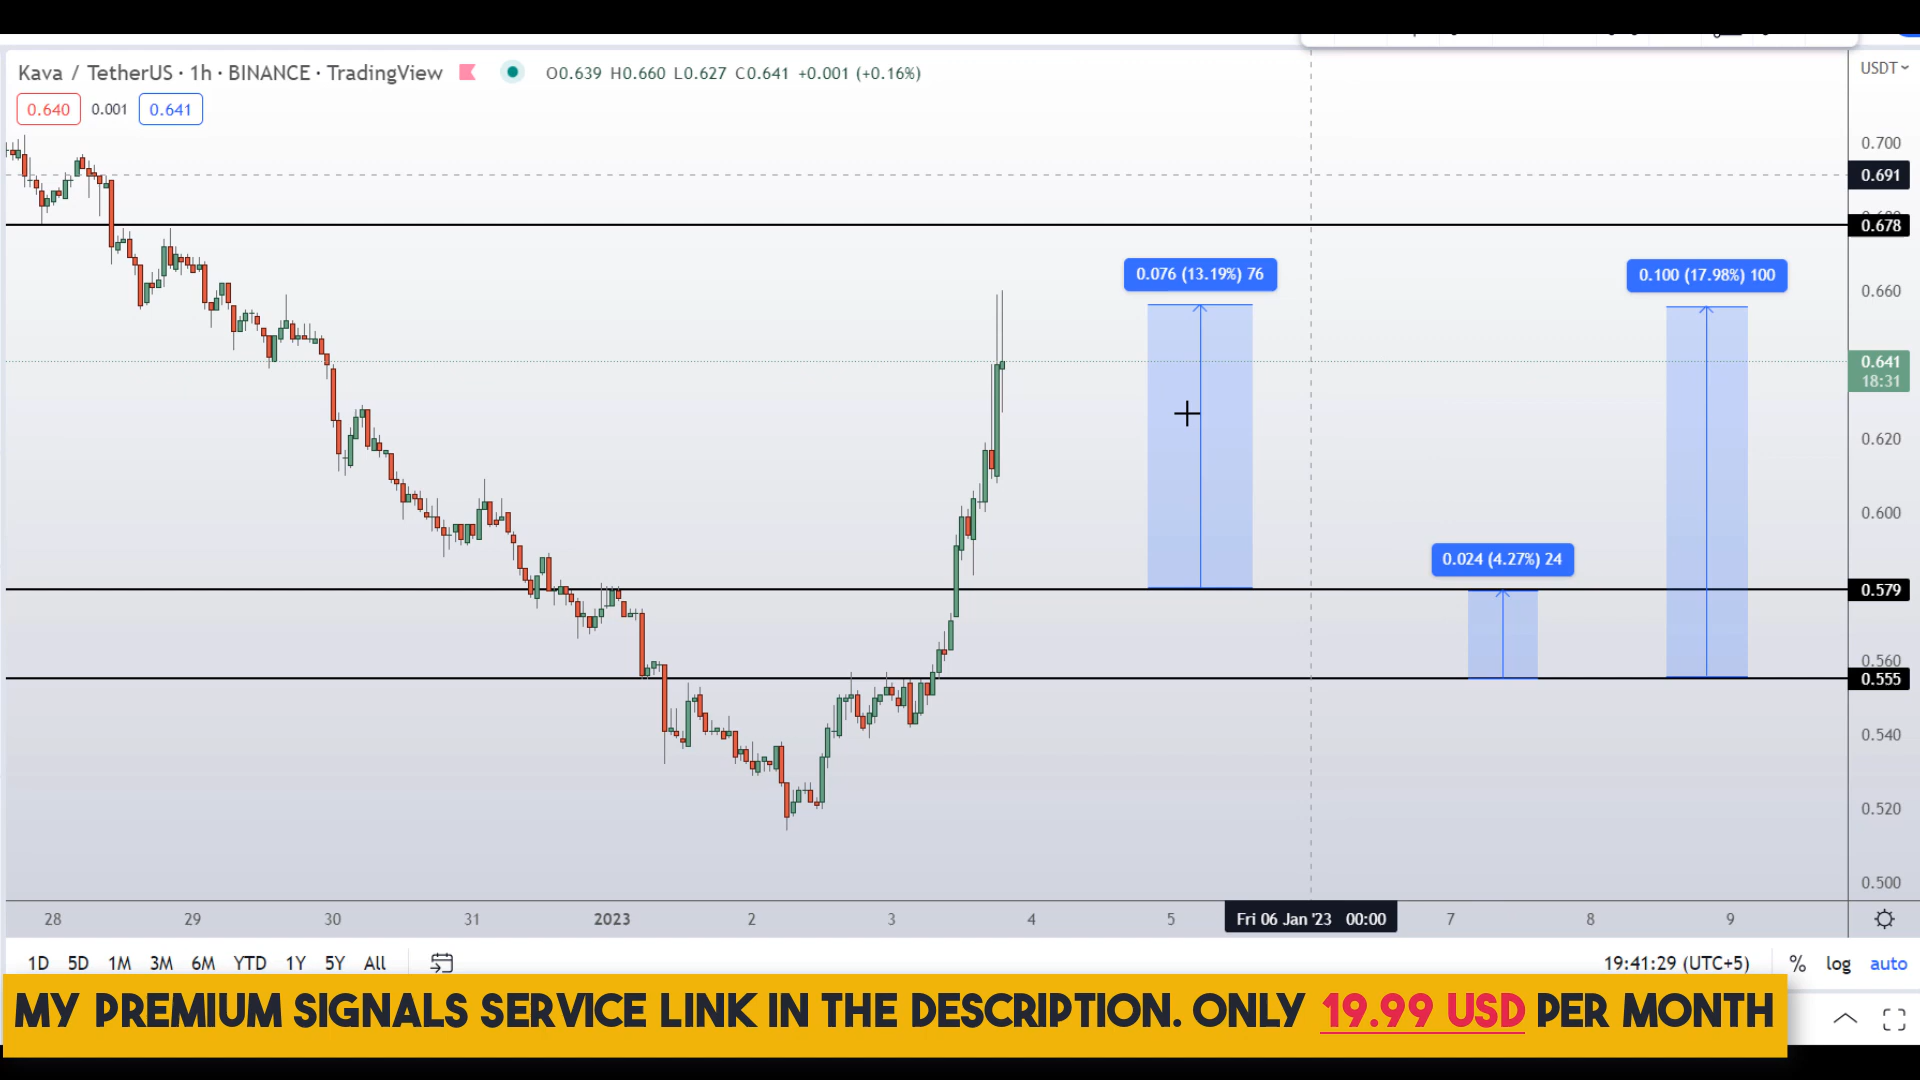 Kava / TetherUS · 1h · BINANCE · TradingView O0.639 H0.660 L0.627 C0.641 +0.001 (+0.16%)
USDT
0.640 0.001 0.641
0.700
0.691
0.678
0.076 (13.19%) 76
0.100 (17.98%) 100
0.660
0.641
18:31
0.620
0.600
0.024 (4.27%) 24
0.579
0.560
0.555
0.540
0.520
0.500
28 29 30 31 2023 2 3 4 5 Fri 06 Jan '23 00:00 7 8 9
1D 5D 1M 3M 6M YTD 1Y 5Y All 19:41:29 (UTC+5) % log auto
MY PREMIUM SIGNALS SERVICE LINK IN THE DESCRIPTION. ONLY 19.99 USD PER MONTH